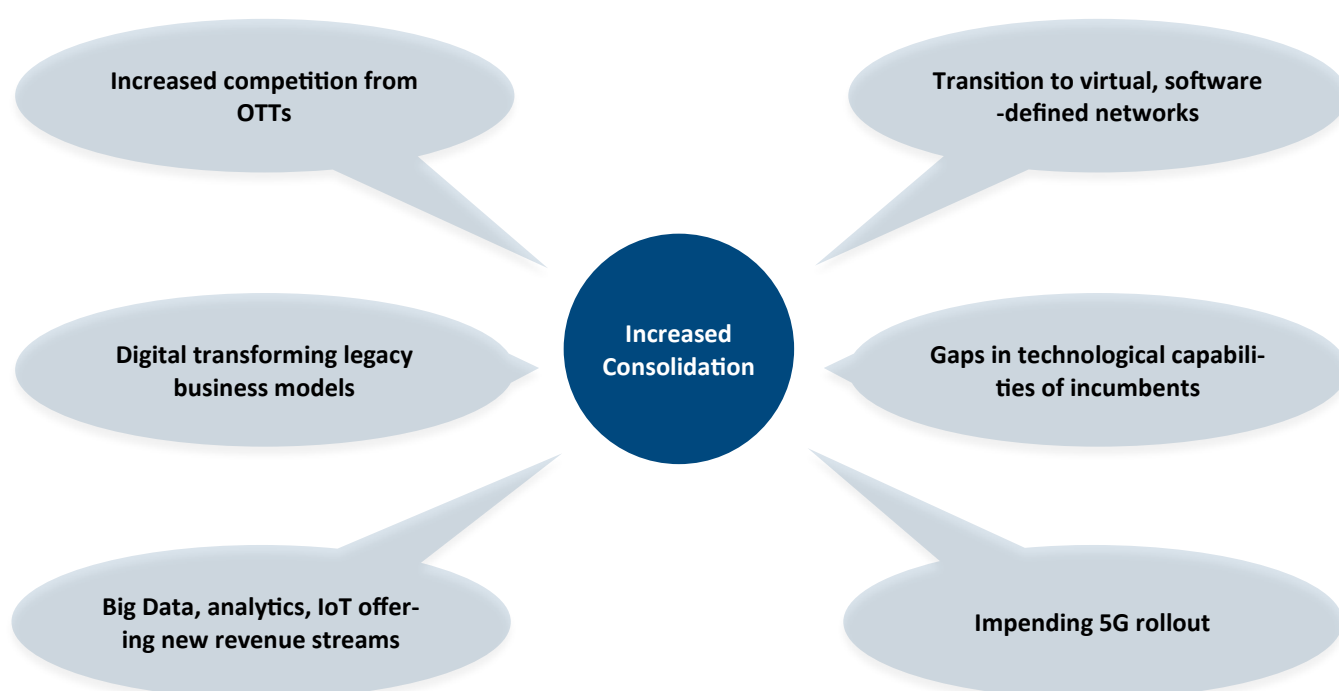 Increased competition from
OTTs
Transition to virtual, software
-defined networks
Increased
Consolidation
Digital transforming legacy
business models
Gaps in technological capabili-
ties of incumbents
Big Data, analytics, IoT offer-
ing new revenue streams
Impending 5G rollout